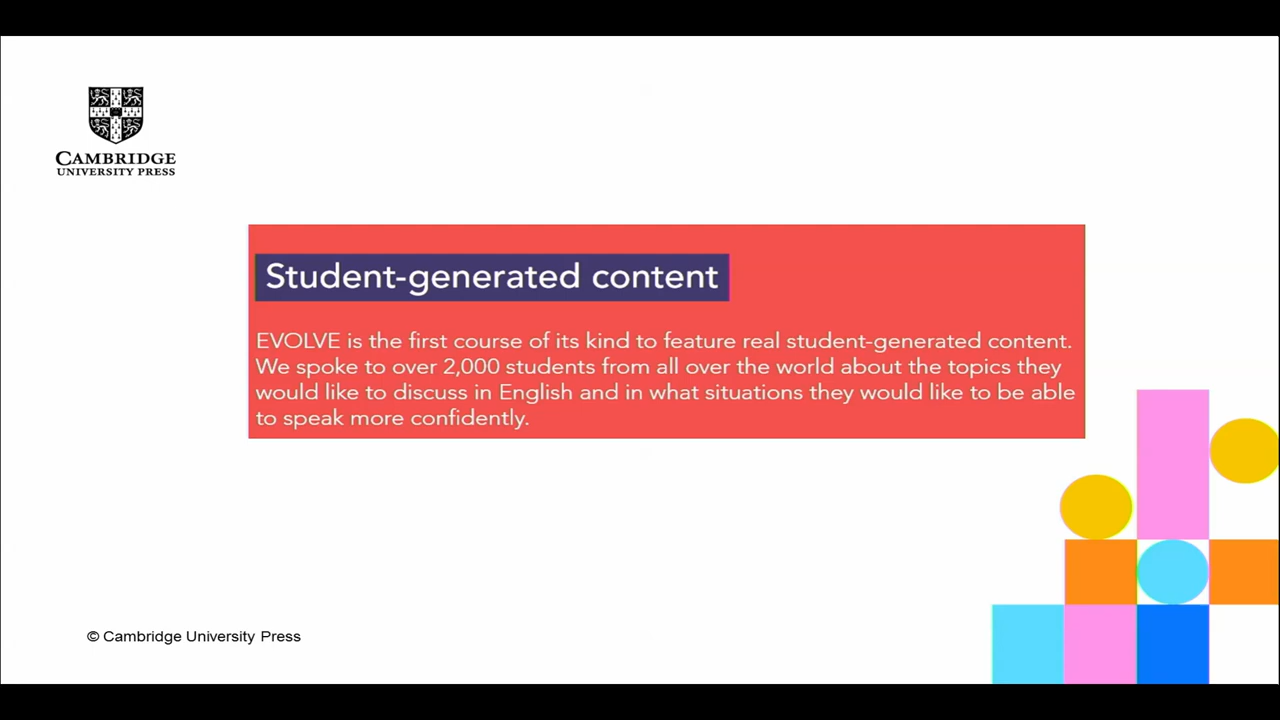 CAMBRIDGE
UNIVERSITY PRESS
Student-generated content
EVOLVE is the first course of its kind to feature real student-generated content.
We spoke to over 2,000 students from all over the world about the topics they
would like to discuss in English and in what situations they would like to be able
to speak more confidently.
© Cambridge University Press